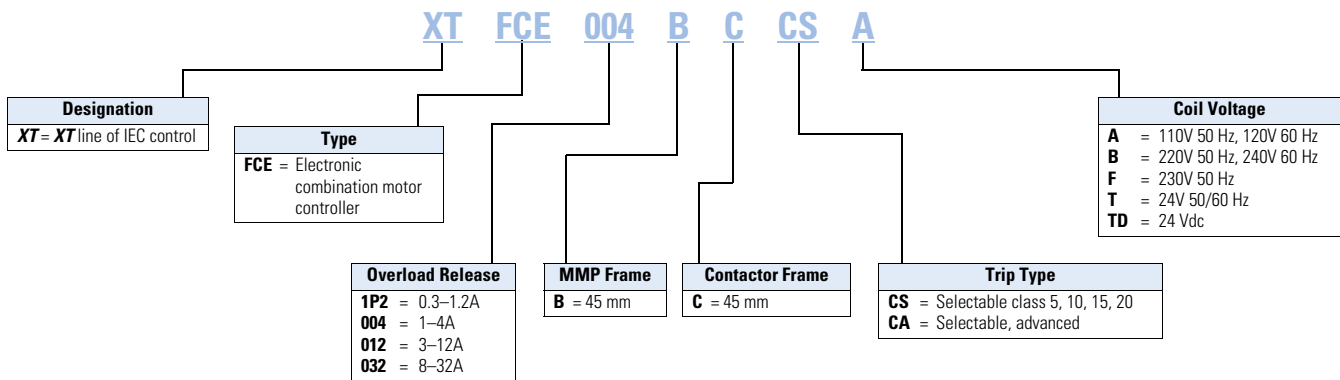 XT FCE 004 B C CS A
Designation
XT = XT line of IEC control
Type
FCE = Electronic
combination motor
controller
Overload Release
1P2 = 0.3–1.2A
004 = 1–4A
012 = 3–12A
032 = 8–32A
MMP Frame
B = 45 mm
Contactor Frame
C = 45 mm
Trip Type
CS = Selectable class 5, 10, 15, 20
CA = Selectable, advanced
Coil Voltage
A = 110V 50 Hz, 120V 60 Hz
B = 220V 50 Hz, 240V 60 Hz
F = 230V 50 Hz
T = 24V 50/60 Hz
TD = 24 Vdc